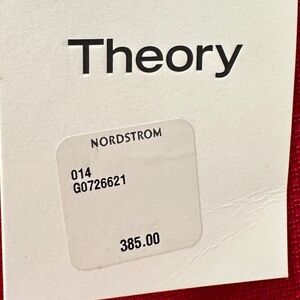 Theory
NORDSTROM
014
G0726621
385.00